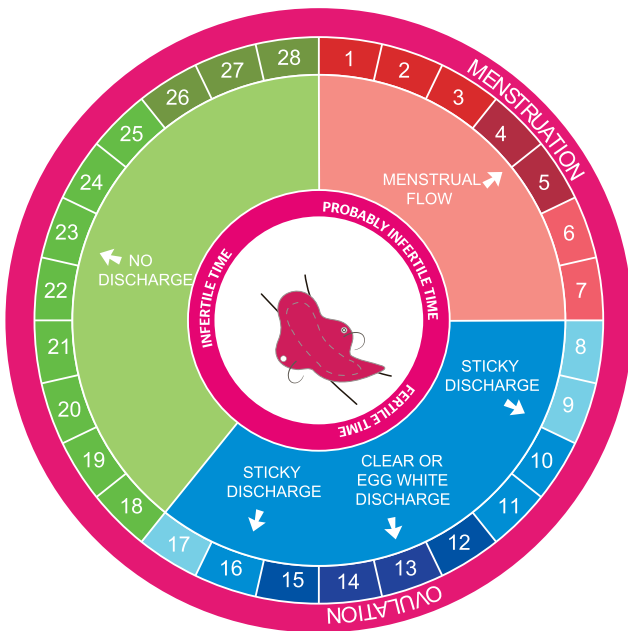 1
2
3
4
5
6
7
8
9
10
11
12
13
14
15
16
17
18
19
20
21
22
23
24
25
26
27
28
MENSTRUATION
OVULATION
MENSTRUAL
FLOW
STICKY
DISCHARGE
CLEAR OR
EGG WHITE
DISCHARGE
STICKY
DISCHARGE
NO
DISCHARGE
PROBABLY INFERTILE TIME
FERTILE TIME
INFERTILE TIME